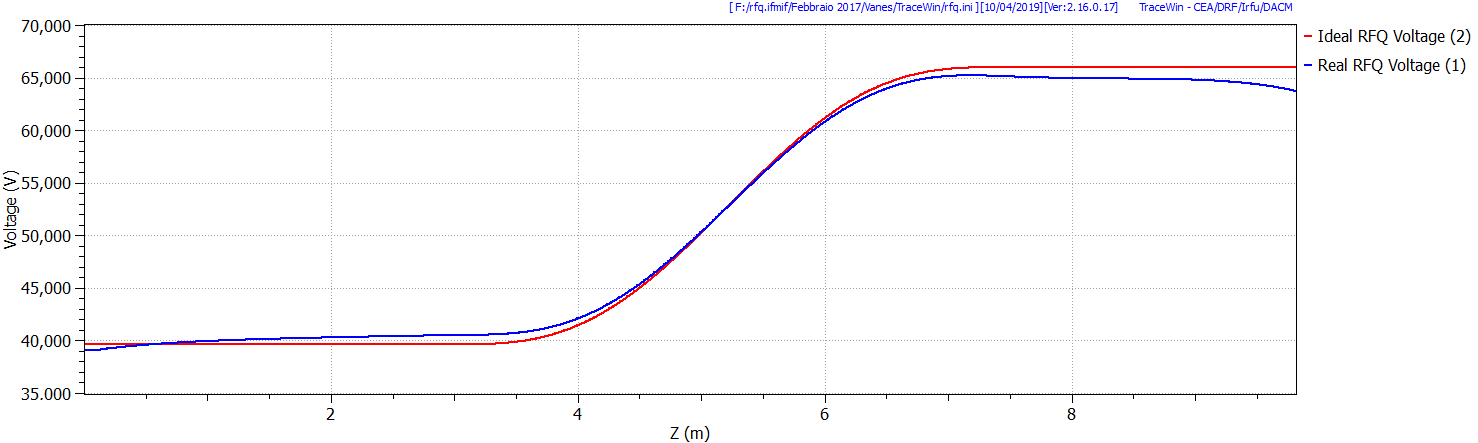 [ F:/rfq.ifmif/Febbraio 2017/Vanes/TraceWin/rfq.ini ][10/04/2019][Ver:2.16.0.17] TraceWin - CEA/DRF/Irfu/DACM
Ideal RFQ Voltage (2)
Real RFQ Voltage (1)
Voltage (V)
70,000
65,000
60,000
55,000
50,000
45,000
40,000
35.000
2 4 6 8
Z (m)